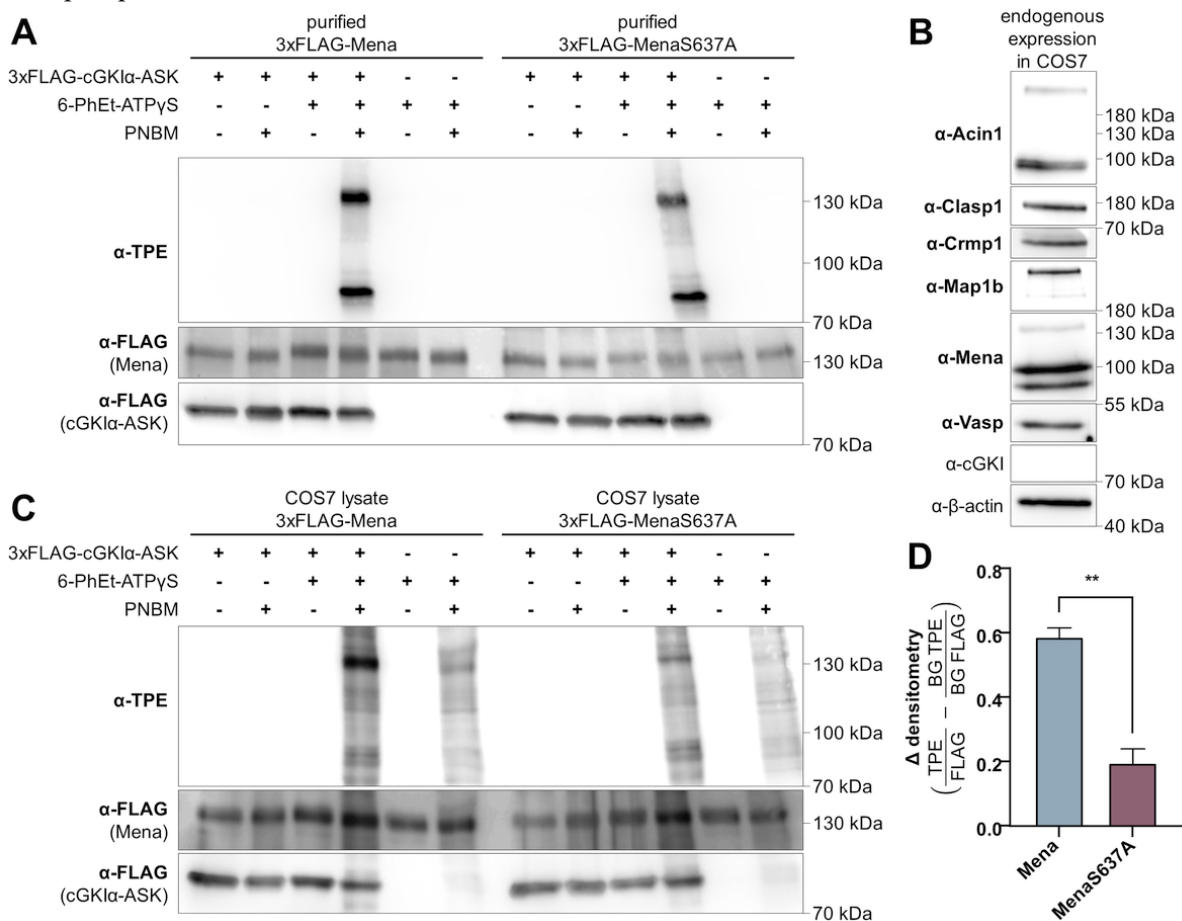 A
purified
3xFLAG-Mena
purified
3xFLAG-MenaS637A
3xFLAG-cGKIα-ASK + + + + - - + + + + - -
6-PhEt-ATPγS - - + + + + - - + + + +
PNBM - + - + - + - + - + - +
α-TPE
130 kDa
100 kDa
70 kDa
α-FLAG
(Mena)
130 kDa
α-FLAG
(cGKIα-ASK)
70 kDa
B
endogenous
expression
in COS7
α-Acin1
180 kDa
130 kDa
100 kDa
α-Clasp1
180 kDa
70 kDa
α-Crmp1
α-Map1b
180 kDa
130 kDa
α-Mena
100 kDa
55 kDa
α-Vasp
α-cGKI
70 kDa
α-β-actin
40 kDa
C
COS7 lysate
3xFLAG-Mena
COS7 lysate
3xFLAG-MenaS637A
3xFLAG-cGKIα-ASK + + + + - - + + + + - -
6-PhEt-ATPγS - - + + + + - - + + + +
PNBM - + - + - + - + - + - +
α-TPE
130 kDa
100 kDa
70 kDa
α-FLAG
(Mena)
130 kDa
α-FLAG
(cGKIα-ASK)
70 kDa
D
Δ densitometry
(TPE/FLAG – BG TPE/BG FLAG)
0.8
0.6
0.4
0.2
0.0
**
Mena
MenaS637A